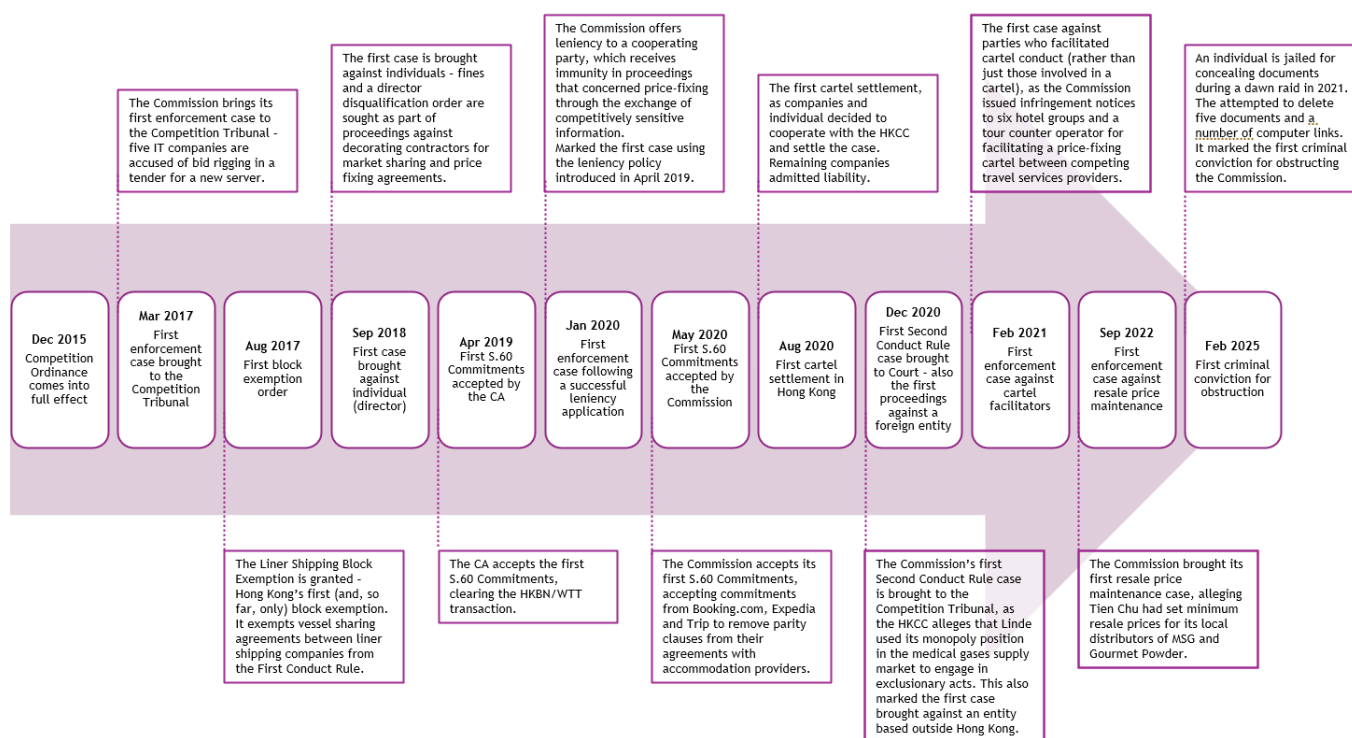 The Commission brings its
first enforcement case to
the Competition Tribunal -
five IT companies are
accused of bid rigging in a
tender for a new server.
The first case is brought
against individuals - fines
and a director
disqualification order are
sought as part of
proceedings against
decorating contractors for
market sharing and price
fixing agreements.
The Commission offers
leniency to a cooperating
party, which receives
immunity in proceedings
that concerned price-fixing
through the exchange of
competitively sensitive
information.
Marked the first case using
the leniency policy
introduced in April 2019.
The first cartel settlement,
as companies and
individual decided to
cooperate with the HKCC
and settle the case.
Remaining companies
admitted liability.
The first case against
parties who facilitated
cartel conduct (rather than
just those involved in a
cartel), as the Commission
issued infringement notices
to six hotel groups and a
tour counter operator for
facilitating a price-fixing
cartel between competing
travel services providers.
An individual is jailed for
concealing documents
during a dawn raid in 2021.
The attempted to delete
five documents and a
number of computer links.
It marked the first criminal
conviction for obstructing
the Commission.
Dec 2015
Competition
Ordinance
comes into
full effect
Mar 2017
First
enforcement
case brought
to the
Competition
Tribunal
Aug 2017
First block
exemption
order
Sep 2018
First case
brought
against
individual
(director)
Apr 2019
First S.60
Commitments
accepted by
the CA
Jan 2020
First
enforcement
case following
a successful
leniency
application
May 2020
First S.60
Commitments
accepted by
the
Commission
Aug 2020
First cartel
settlement in
Hong Kong
Dec 2020
First Second
Conduct Rule
case brought
to Court - also
the first
proceedings
against a
foreign entity
Feb 2021
First
enforcement
case against
cartel
facilitators
Sep 2022
First
enforcement
case against
resale price
maintenance
Feb 2025
First criminal
conviction for
obstruction
The Liner Shipping Block
Exemption is granted -
Hong Kong's first (and, so
far, only) block exemption.
It exempts vessel sharing
agreements between liner
shipping companies from
the First Conduct Rule.
The CA accepts the first
S.60 Commitments,
clearing the HKBN/WTT
transaction.
The Commission accepts its
first S.60 Commitments,
accepting commitments
from Booking.com, Expedia
and Trip to remove parity
clauses from their
agreements with
accommodation providers.
The Commission's first
Second Conduct Rule case
is brought to the
Competition Tribunal, as
the HKCC alleges that Linde
used its monopoly position
in the medical gases supply
market to engage in
exclusionary acts. This also
marked the first case
brought against an entity
based outside Hong Kong.
The Commission brought its
first resale price
maintenance case, alleging
Tien Chu had set minimum
resale prices for its local
distributors of MSG and
Gourmet Powder.